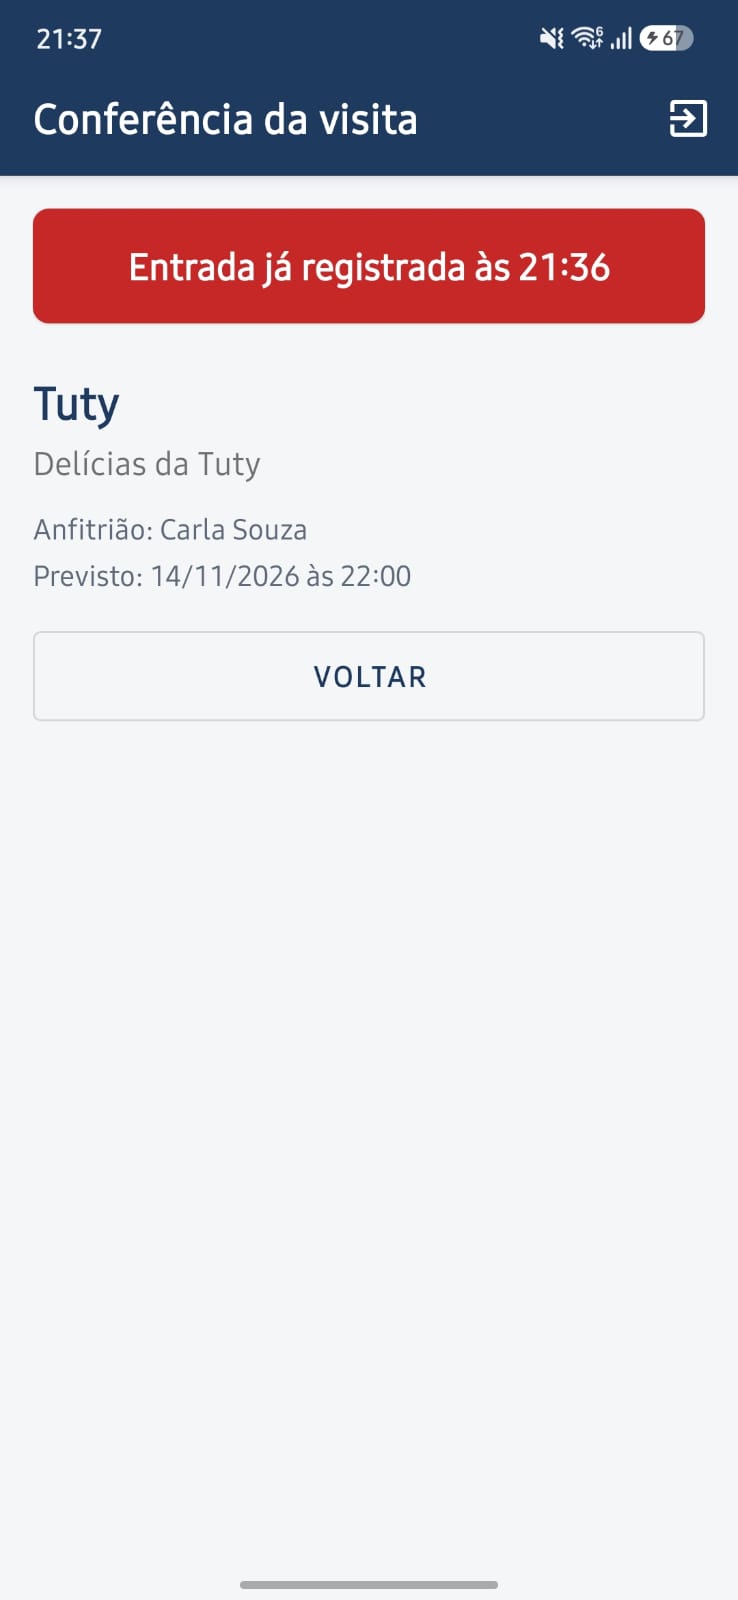 21:37
6
67
Conferência da visita
Entrada já registrada às 21:36
Tuty
Delícias da Tuty
Anfitrião: Carla Souza
Previsto: 14/11/2026 às 22:00
VOLTAR